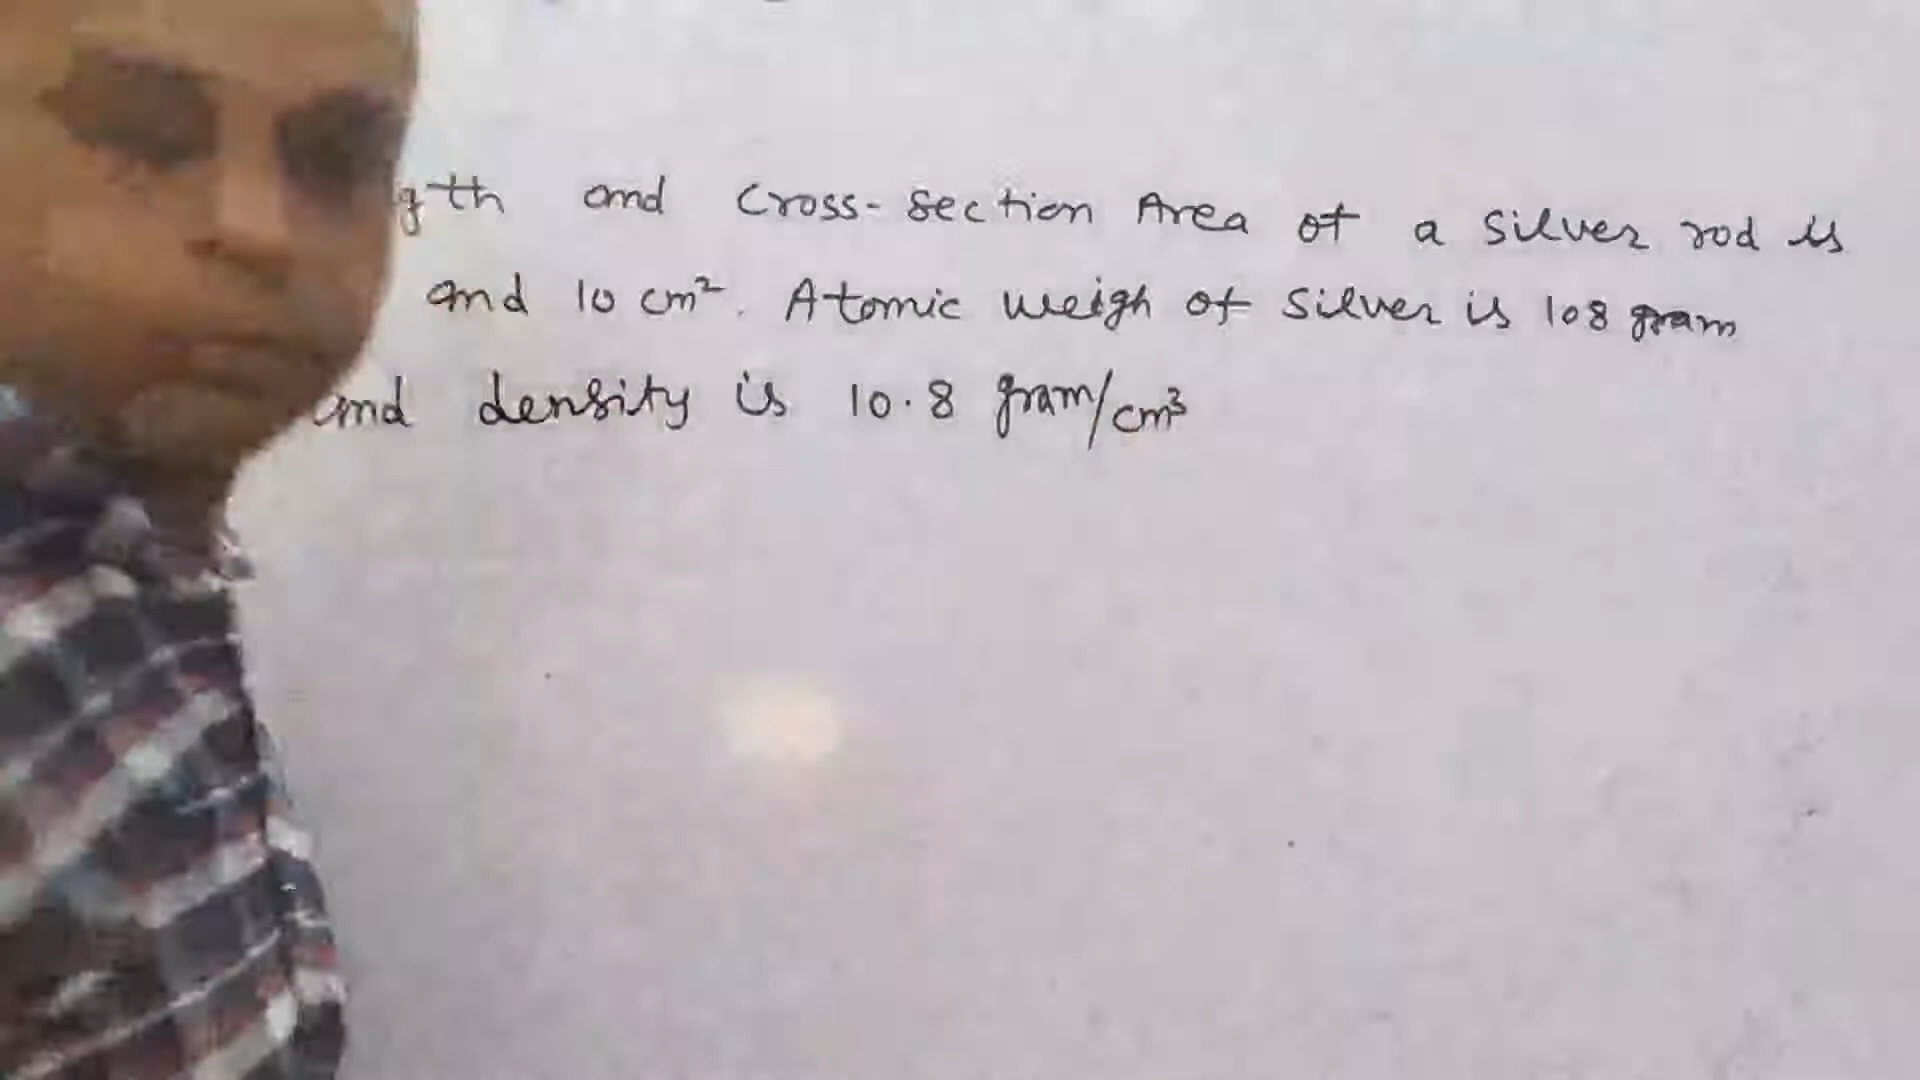 gth and Cross-section Area of a silver rod is
and 10 cm². Atomic weigh of silver is 108 gram
and density is 10.8 gram/cm³